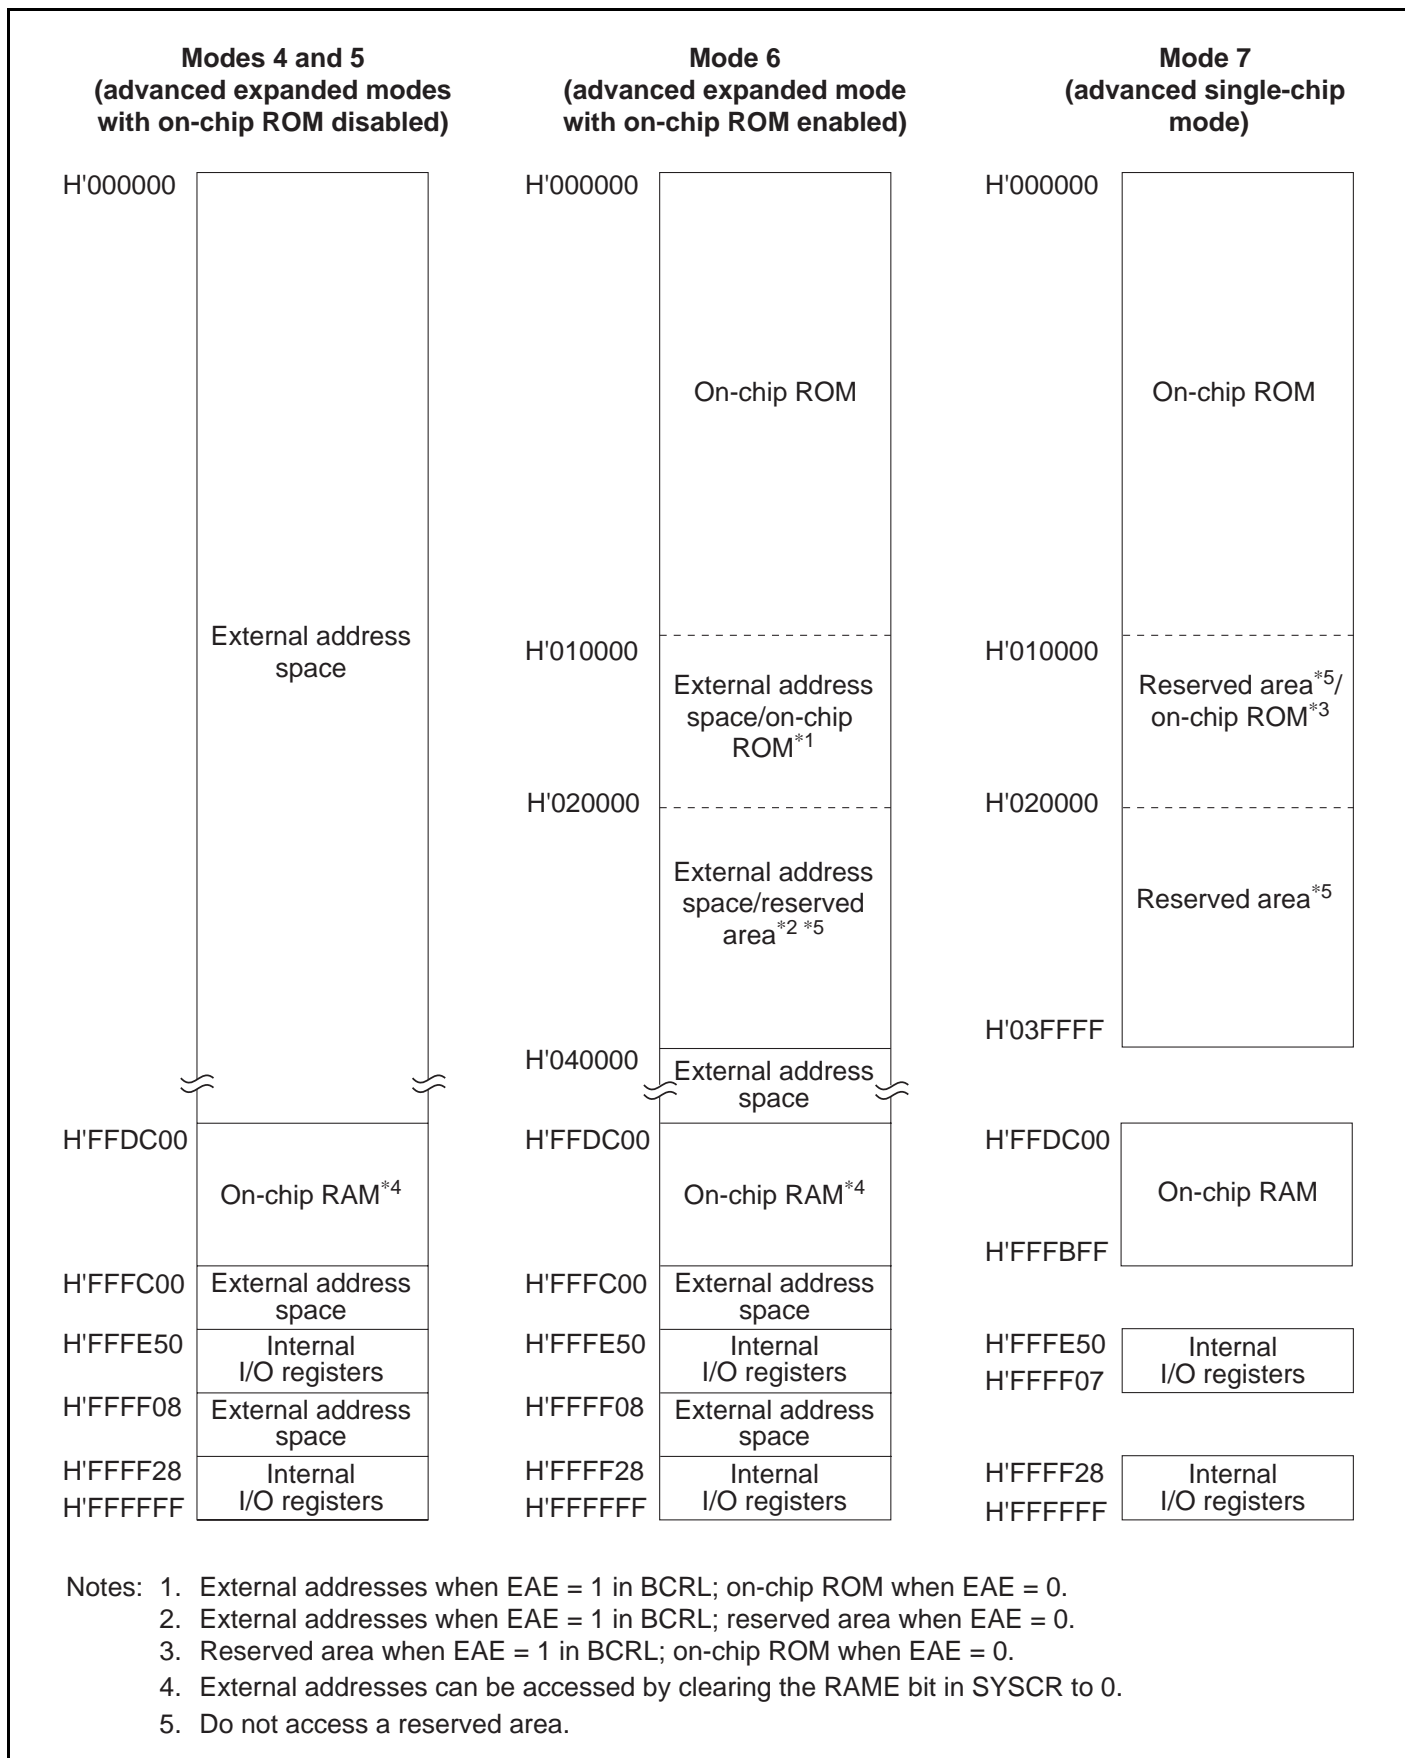 Modes 4 and 5
(advanced expanded modes
with on-chip ROM disabled)
H'000000
External address
space
H'FFDC00
On-chip RAM*4
H'FFFC00
External address
space
H'FFFE50
Internal
I/O registers
H'FFFF08
External address
space
H'FFFF28
Internal
I/O registers
H'FFFFFF
Mode 6
(advanced expanded mode
with on-chip ROM enabled)
H'000000
On-chip ROM
H'010000
External address
space/on-chip
ROM*1
H'020000
External address
space/reserved
area*2 *5
H'040000
External address
space
H'FFDC00
On-chip RAM*4
H'FFFC00
External address
space
H'FFFE50
Internal
I/O registers
H'FFFF08
External address
space
H'FFFF28
Internal
I/O registers
H'FFFFFF
Mode 7
(advanced single-chip
mode)
H'000000
On-chip ROM
H'010000
Reserved area*5/
on-chip ROM*3
H'020000
Reserved area*5
H'03FFFF
H'FFDC00
On-chip RAM
H'FFFBFF
H'FFFE50
Internal
I/O registers
H'FFFF07
H'FFFF28
Internal
I/O registers
H'FFFFFF
Notes: 1. External addresses when EAE = 1 in BCRL; on-chip ROM when EAE = 0.
2. External addresses when EAE = 1 in BCRL; reserved area when EAE = 0.
3. Reserved area when EAE = 1 in BCRL; on-chip ROM when EAE = 0.
4. External addresses can be accessed by clearing the RAME bit in SYSCR to 0.
5. Do not access a reserved area.